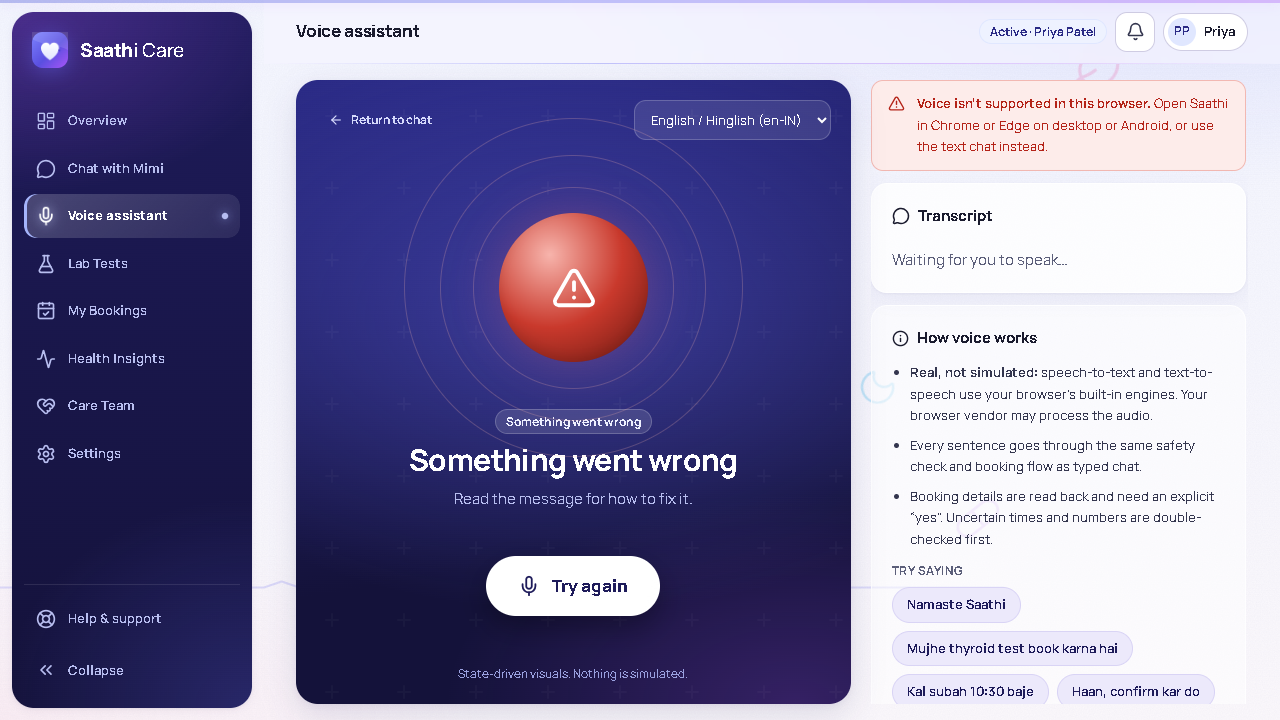 Saathi Care
Overview
Chat with Mimi
Voice assistant
Lab Tests
My Bookings
Health Insights
Care Team
Settings
Help & support
Collapse
Voice assistant
Active · Priya Patel
PP
Priya
Return to chat
English / Hinglish (en-IN)
Something went wrong
Something went wrong
Read the message for how to fix it.
Try again
State-driven visuals. Nothing is simulated.
Voice isn't supported in this browser. Open Saathi
in Chrome or Edge on desktop or Android, or use
the text chat instead.
Transcript
Waiting for you to speak…
How voice works
Real, not simulated: speech-to-text and text-to-
speech use your browser's built-in engines. Your
browser vendor may process the audio.
Every sentence goes through the same safety
check and booking flow as typed chat.
Booking details are read back and need an explicit
"yes". Uncertain times and numbers are double-
checked first.
TRY SAYING
Namaste Saathi
Mujhe thyroid test book karna hai
Kal subah 10:30 baje
Haan, confirm kar do